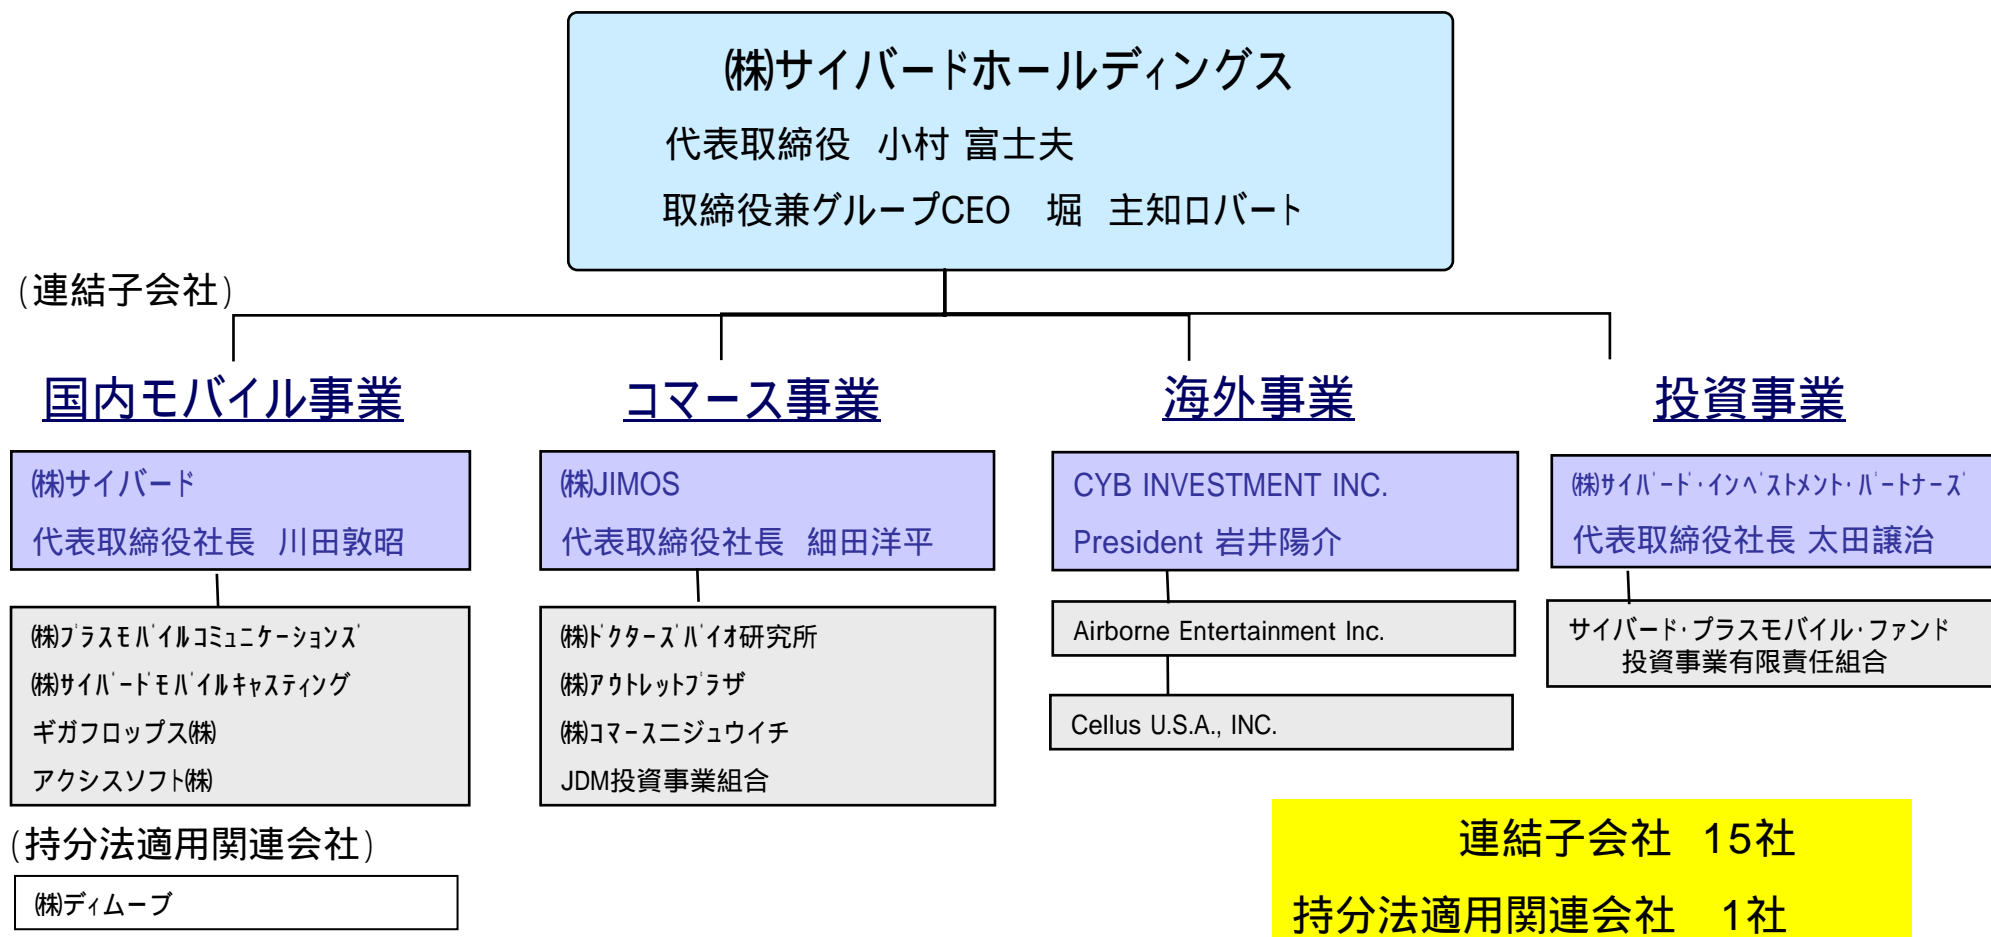 ㈱サイバードホールディングス
代表取締役 小村 富士夫
取締役兼グループCEO 堀 主知ロバート
(連結子会社)
国内モバイル事業
コマース事業
海外事業
投資事業
㈱サイバード
代表取締役社長 川田敦昭
㈱JIMOS
代表取締役社長 細田洋平
CYB INVESTMENT INC.
President 岩井陽介
㈱ｻｲﾊﾞｰﾄﾞ･ｲﾝﾍﾞｽﾄﾒﾝﾄ･ﾊﾟｰﾄﾅｰｽﾞ
代表取締役社長 太田譲治
㈱ﾌﾟﾗｽﾓﾊﾞｲﾙｺﾐｭﾆｹｰｼｮﾝｽﾞ
㈱ｻｲﾊﾞｰﾄﾞﾓﾊﾞｲﾙｷｬｽティング
ギガフロップス㈱
アクシスソフト㈱
㈱ﾄﾞｸﾀｰｽﾞﾊﾞｲｵ研究所
㈱ｱｳﾄﾚｯﾄﾌﾟﾗザ
㈱ｺﾏｰｽニジュウイチ
JDM投資事業組合
Airborne Entertainment Inc.
Cellus U.S.A., INC.
サイバード･プラスモバイル･ファンド
投資事業有限責任組合
(持分法適用関連会社)
㈱ディムーブ
連結子会社 15社
持分法適用関連会社 1社